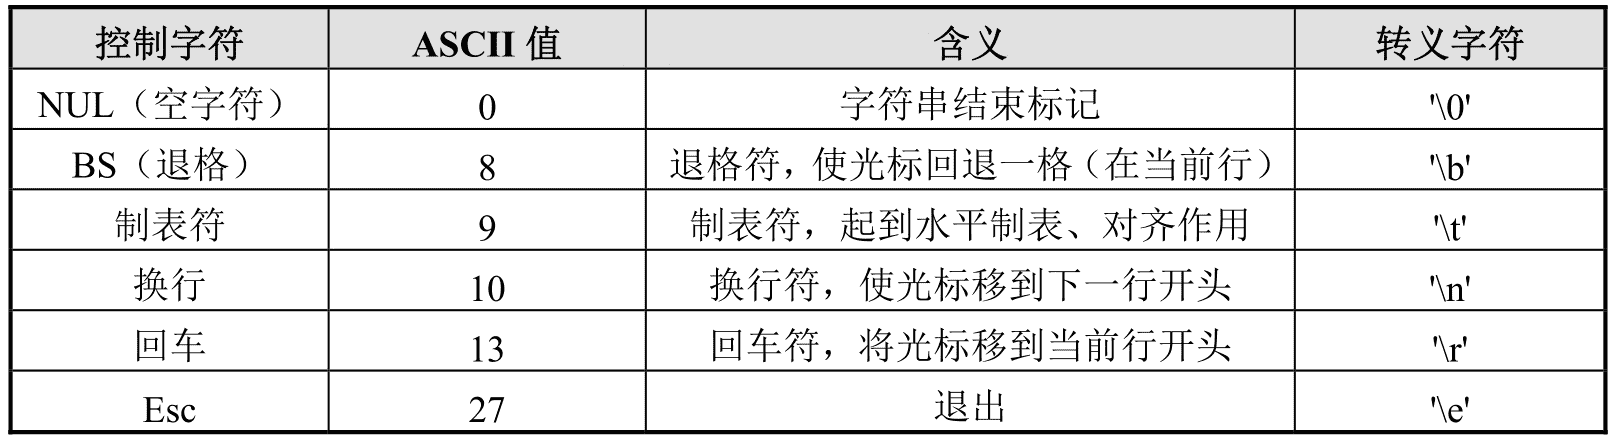 控制字符 ASCII 值 含义 转义字符
NUL（空字符） 0 字符串结束标记 '\0'
BS（退格） 8 退格符，使光标回退一格（在当前行） '\b'
制表符 9 制表符，起到水平制表、对齐作用 '\t'
换行 10 换行符，使光标移到下一行开头 '\n'
回车 13 回车符，将光标移到当前行开头 '\r'
Esc 27 退出 '\e'